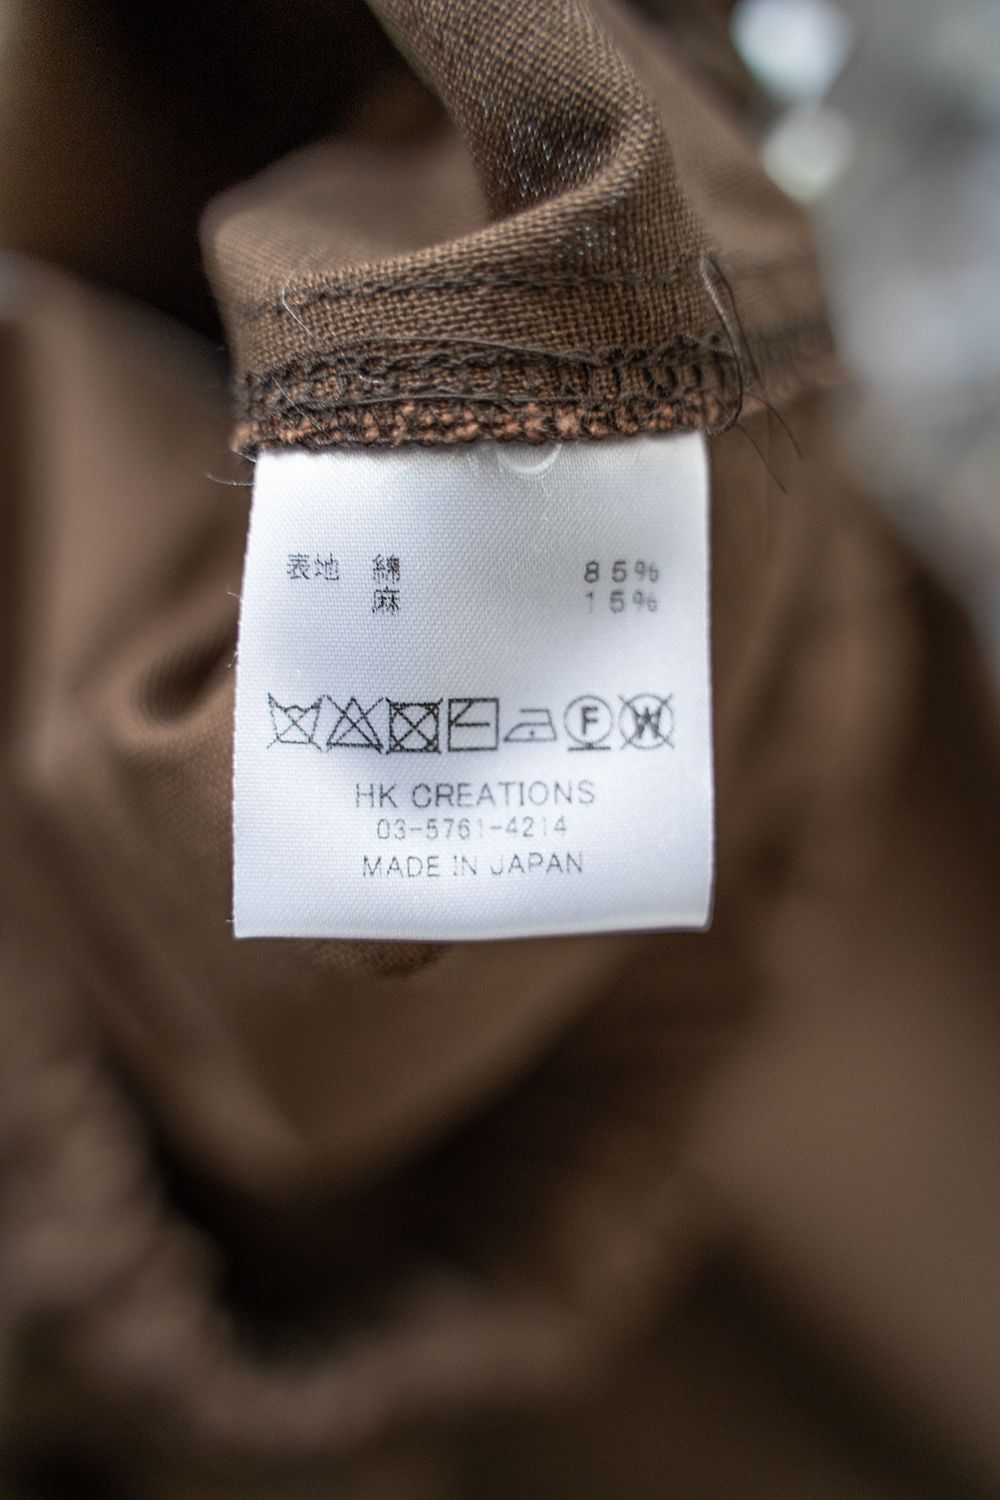 表地 綿 85%
麻 15%
F W
HK CREATIONS
03-5761-4214
MADE IN JAPAN